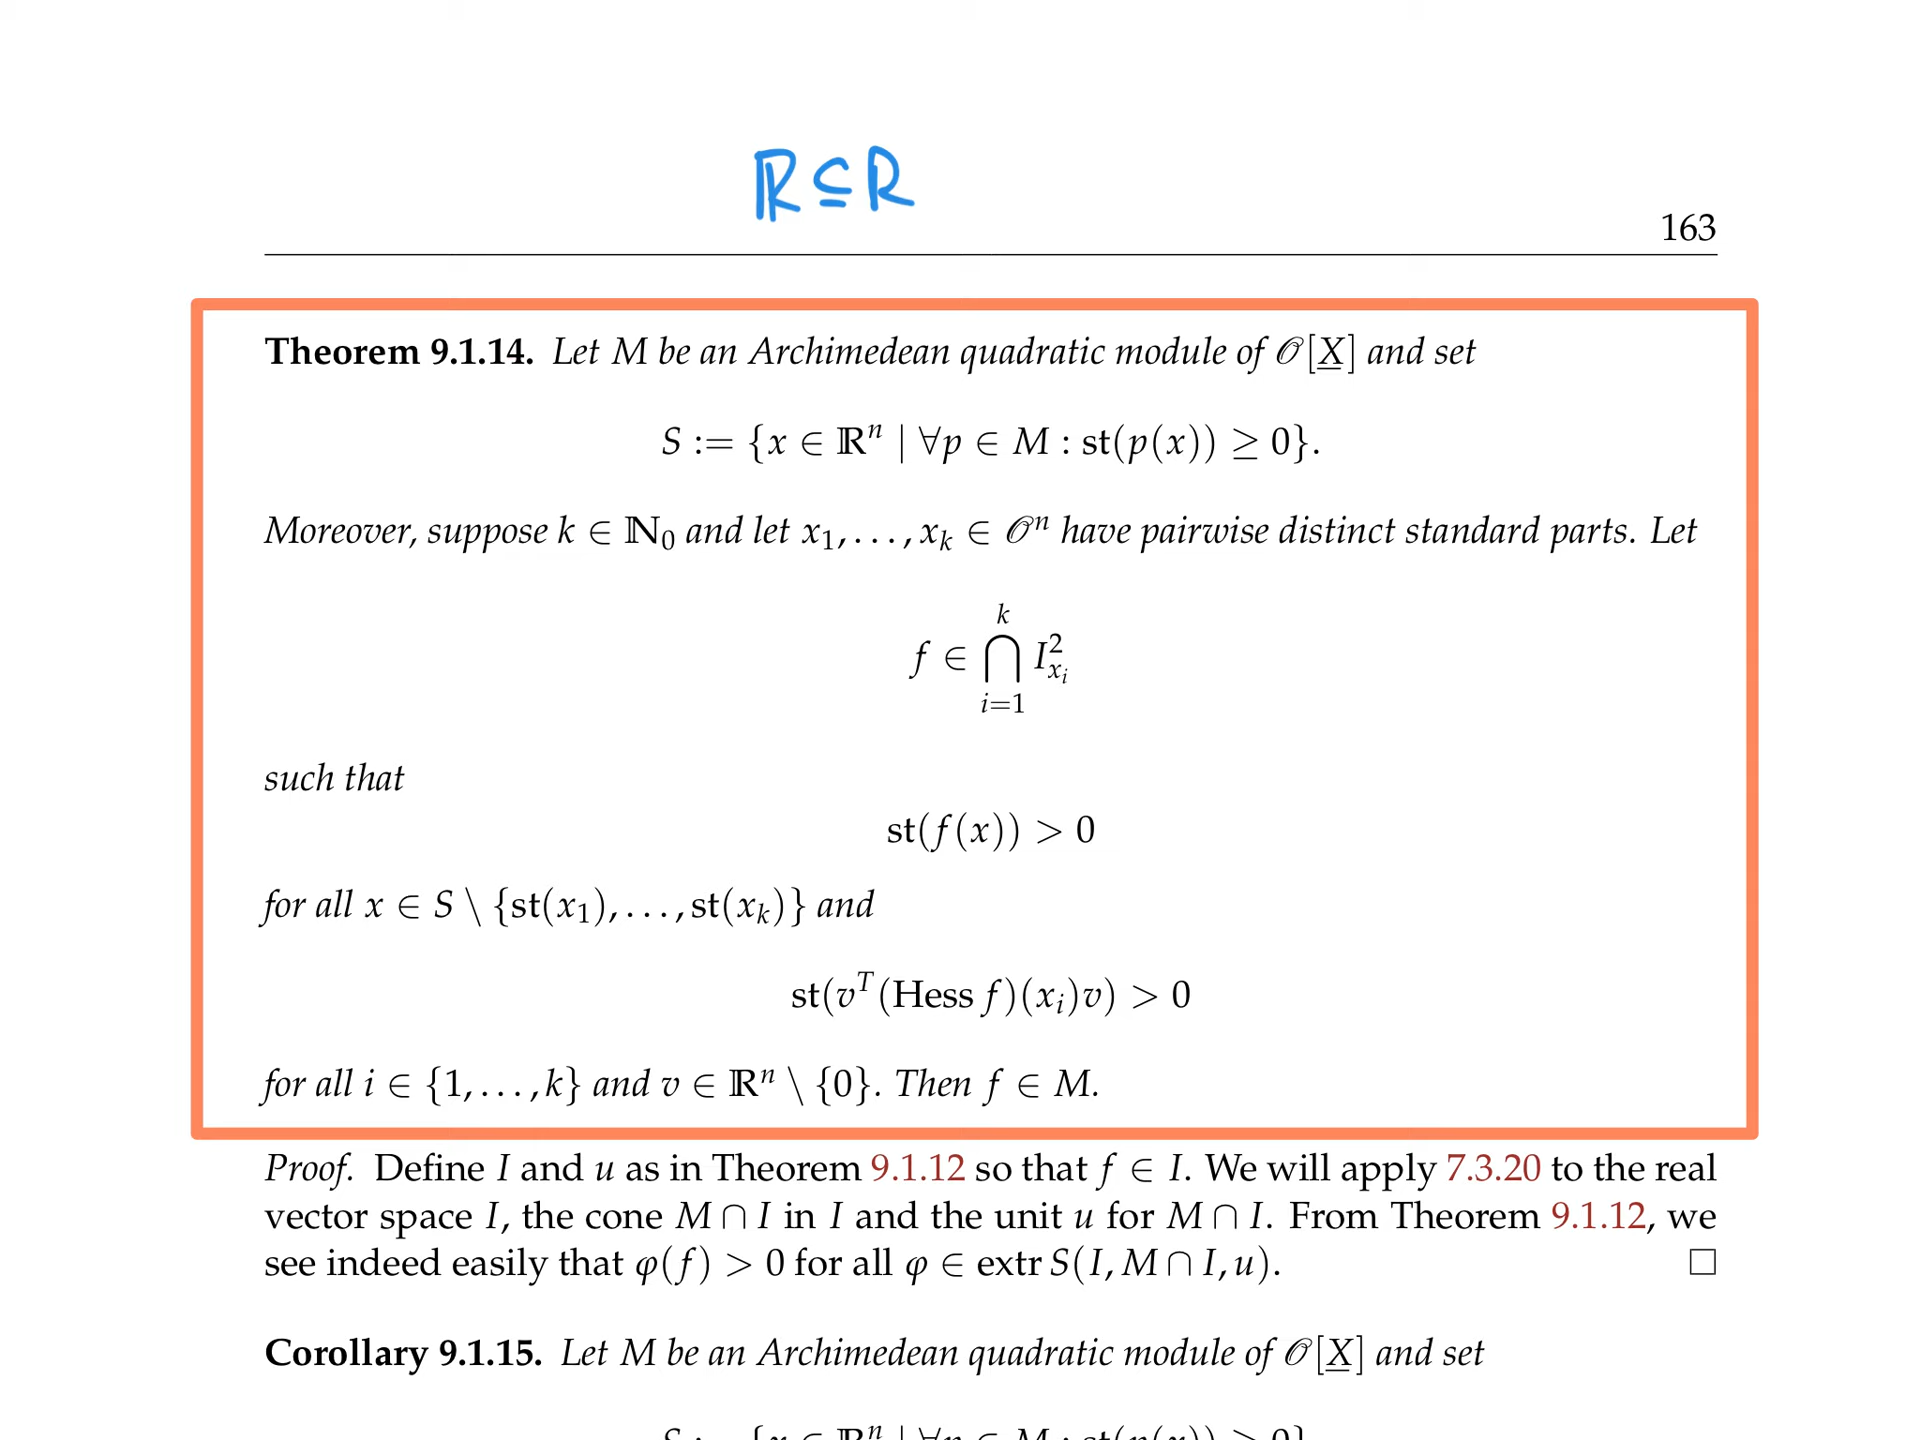 ℝ ⊆ R
163
Theorem 9.1.14. Let M be an Archimedean quadratic module of 𝒪[X̲] and set
S := {x ∈ ℝⁿ | ∀p ∈ M : st(p(x)) ≥ 0}.
Moreover, suppose k ∈ ℕ₀ and let x₁, . . . , xₖ ∈ 𝒪ⁿ have pairwise distinct standard parts. Let
f ∈ ⋂_{i=1}^{k} I²_{xᵢ}
such that
st(f(x)) > 0
for all x ∈ S \ {st(x₁), . . . , st(xₖ)} and
st(vᵀ(Hess f)(xᵢ)v) > 0
for all i ∈ {1, . . . , k} and v ∈ ℝⁿ \ {0}. Then f ∈ M.
Proof. Define I and u as in Theorem 9.1.12 so that f ∈ I. We will apply 7.3.20 to the real
vector space I, the cone M ∩ I in I and the unit u for M ∩ I. From Theorem 9.1.12, we
see indeed easily that φ(f) > 0 for all φ ∈ extr S(I, M ∩ I, u). □
Corollary 9.1.15. Let M be an Archimedean quadratic module of 𝒪[X̲] and set
S := {x ∈ ℝⁿ | ∀p ∈ M : st(p(x)) ≥ 0}